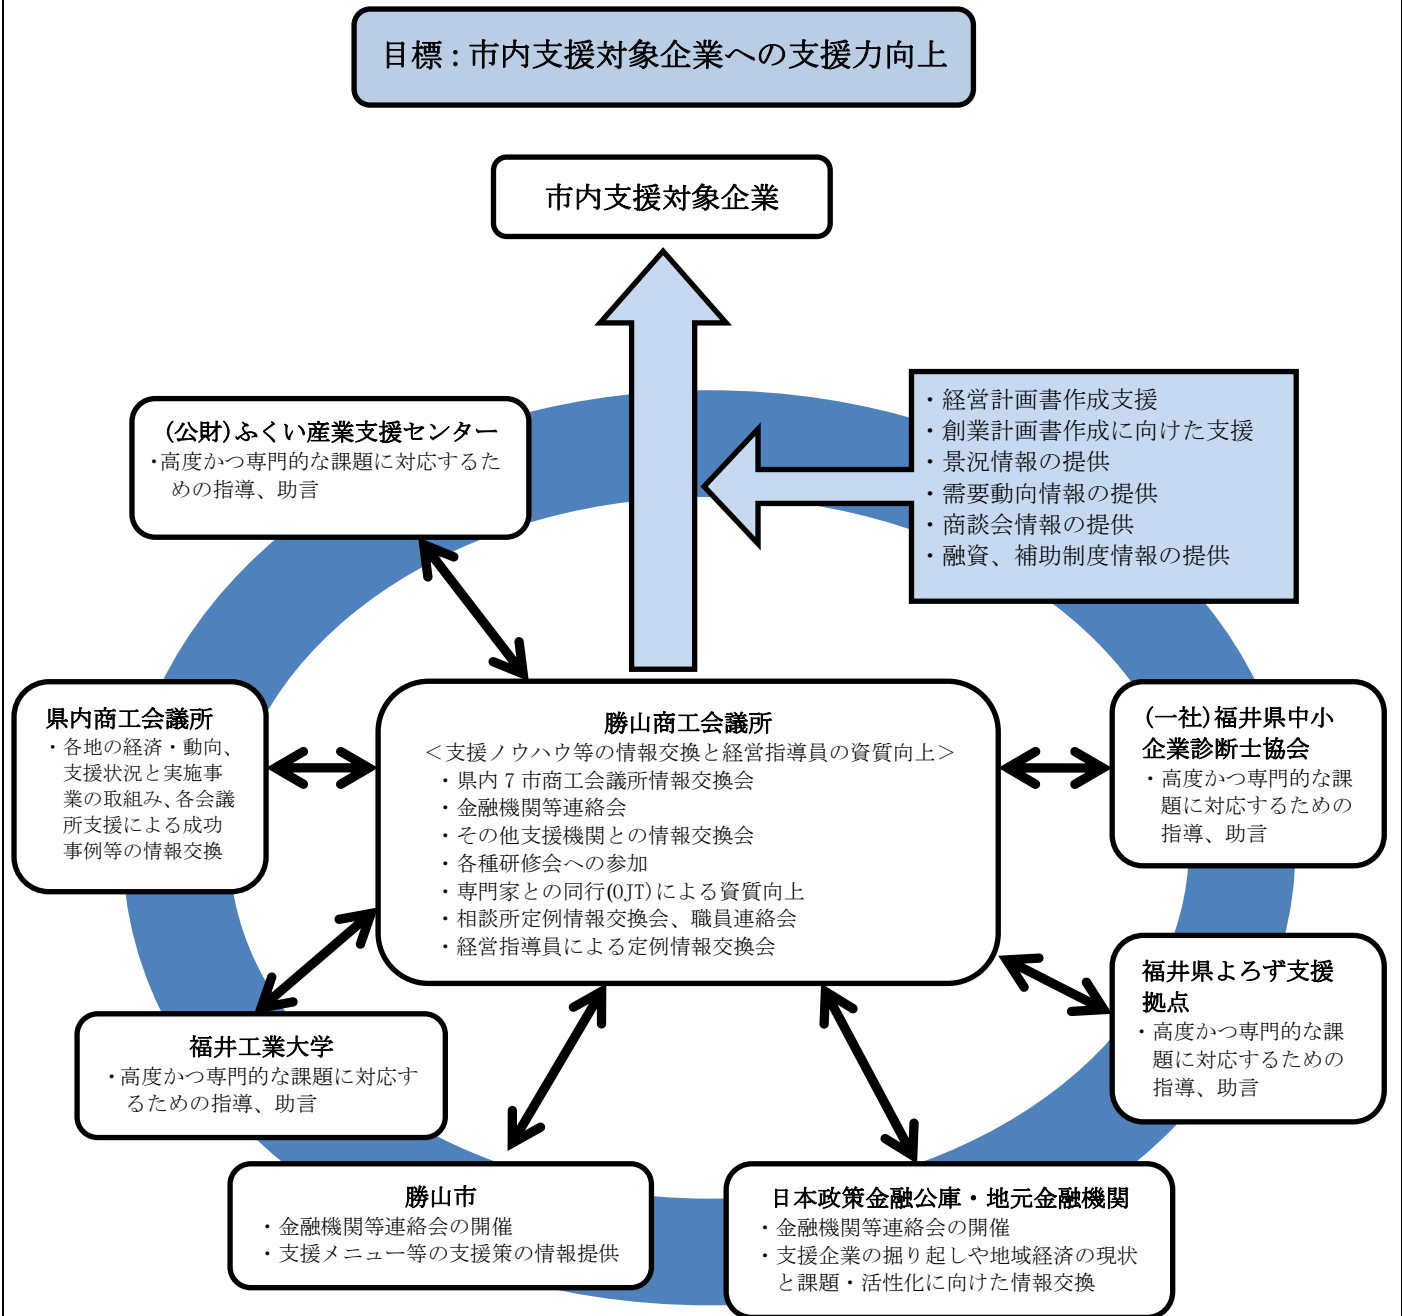 目標：市内支援対象企業への支援力向上
市内支援対象企業
・経営計画書作成支援
・創業計画書作成に向けた支援
・景況情報の提供
・需要動向情報の提供
・商談会情報の提供
・融資、補助制度情報の提供
(公財)ふくい産業支援センター
・高度かつ専門的な課題に対応するた
めの指導、助言
県内商工会議所
・各地の経済・動向、
支援状況と実施事
業の取組み、各会議
所支援による成功
事例等の情報交換
勝山商工会議所
＜支援ノウハウ等の情報交換と経営指導員の資質向上＞
・県内７市商工会議所情報交換会
・金融機関等連絡会
・その他支援機関との情報交換会
・各種研修会への参加
・専門家との同行(OJT)による資質向上
・相談所定例情報交換会、職員連絡会
・経営指導員による定例情報交換会
(一社)福井県中小
企業診断士協会
・高度かつ専門的な課
題に対応するための
指導、助言
福井県よろず支援
拠点
・高度かつ専門的な課
題に対応するための
指導、助言
福井工業大学
・高度かつ専門的な課題に対応す
るための指導、助言
勝山市
・金融機関等連絡会の開催
・支援メニュー等の支援策の情報提供
日本政策金融公庫・地元金融機関
・金融機関等連絡会の開催
・支援企業の掘り起しや地域経済の現状
と課題・活性化に向けた情報交換